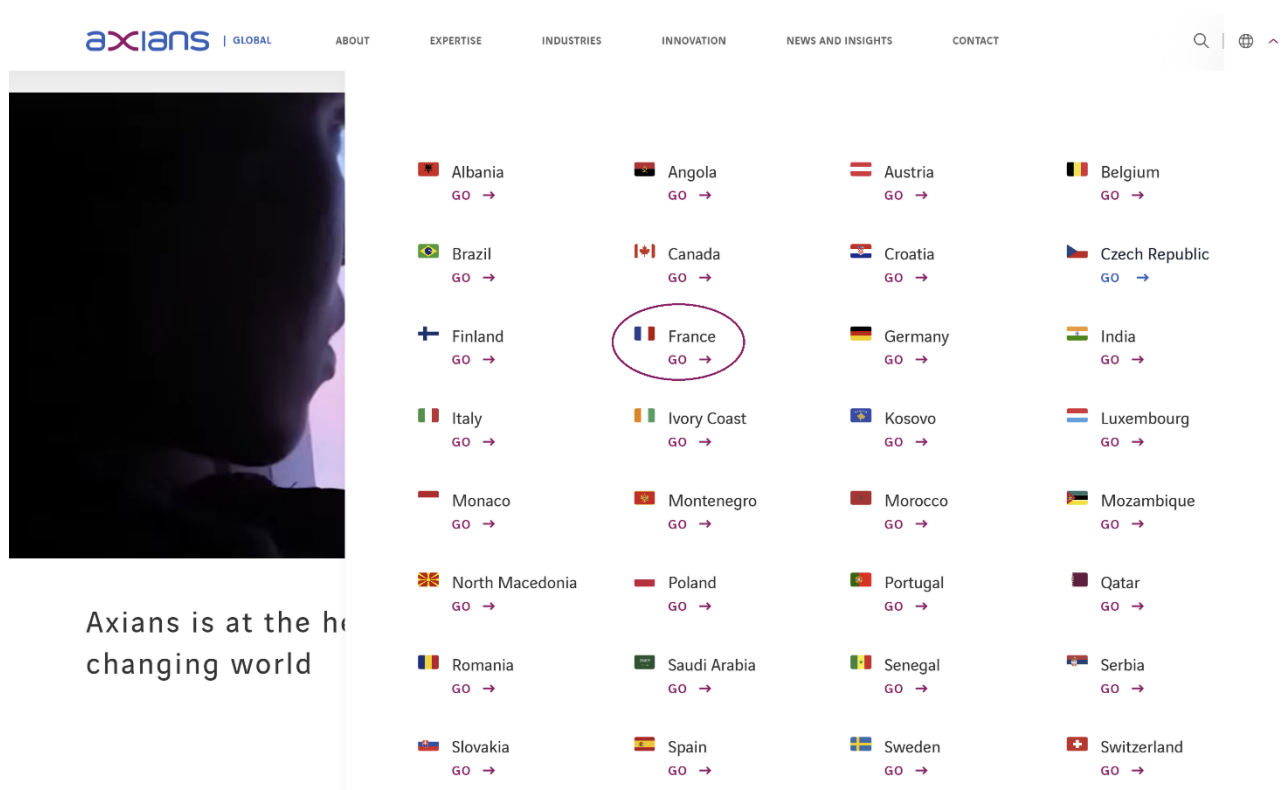 axians | GLOBAL ABOUT EXPERTISE INDUSTRIES INNOVATION NEWS AND INSIGHTS CONTACT
Albania Angola Austria Belgium
GO → GO → GO → GO →
Brazil Canada Croatia Czech Republic
GO → GO → GO → GO →
Finland France Germany India
GO → GO → GO → GO →
Italy Ivory Coast Kosovo Luxembourg
GO → GO → GO → GO →
Monaco Montenegro Morocco Mozambique
GO → GO → GO → GO →
North Macedonia Poland Portugal Qatar
GO → GO → GO → GO →
Romania Saudi Arabia Senegal Serbia
GO → GO → GO → GO →
Slovakia Spain Sweden Switzerland
GO → GO → GO → GO →
Axians is at the he
changing world